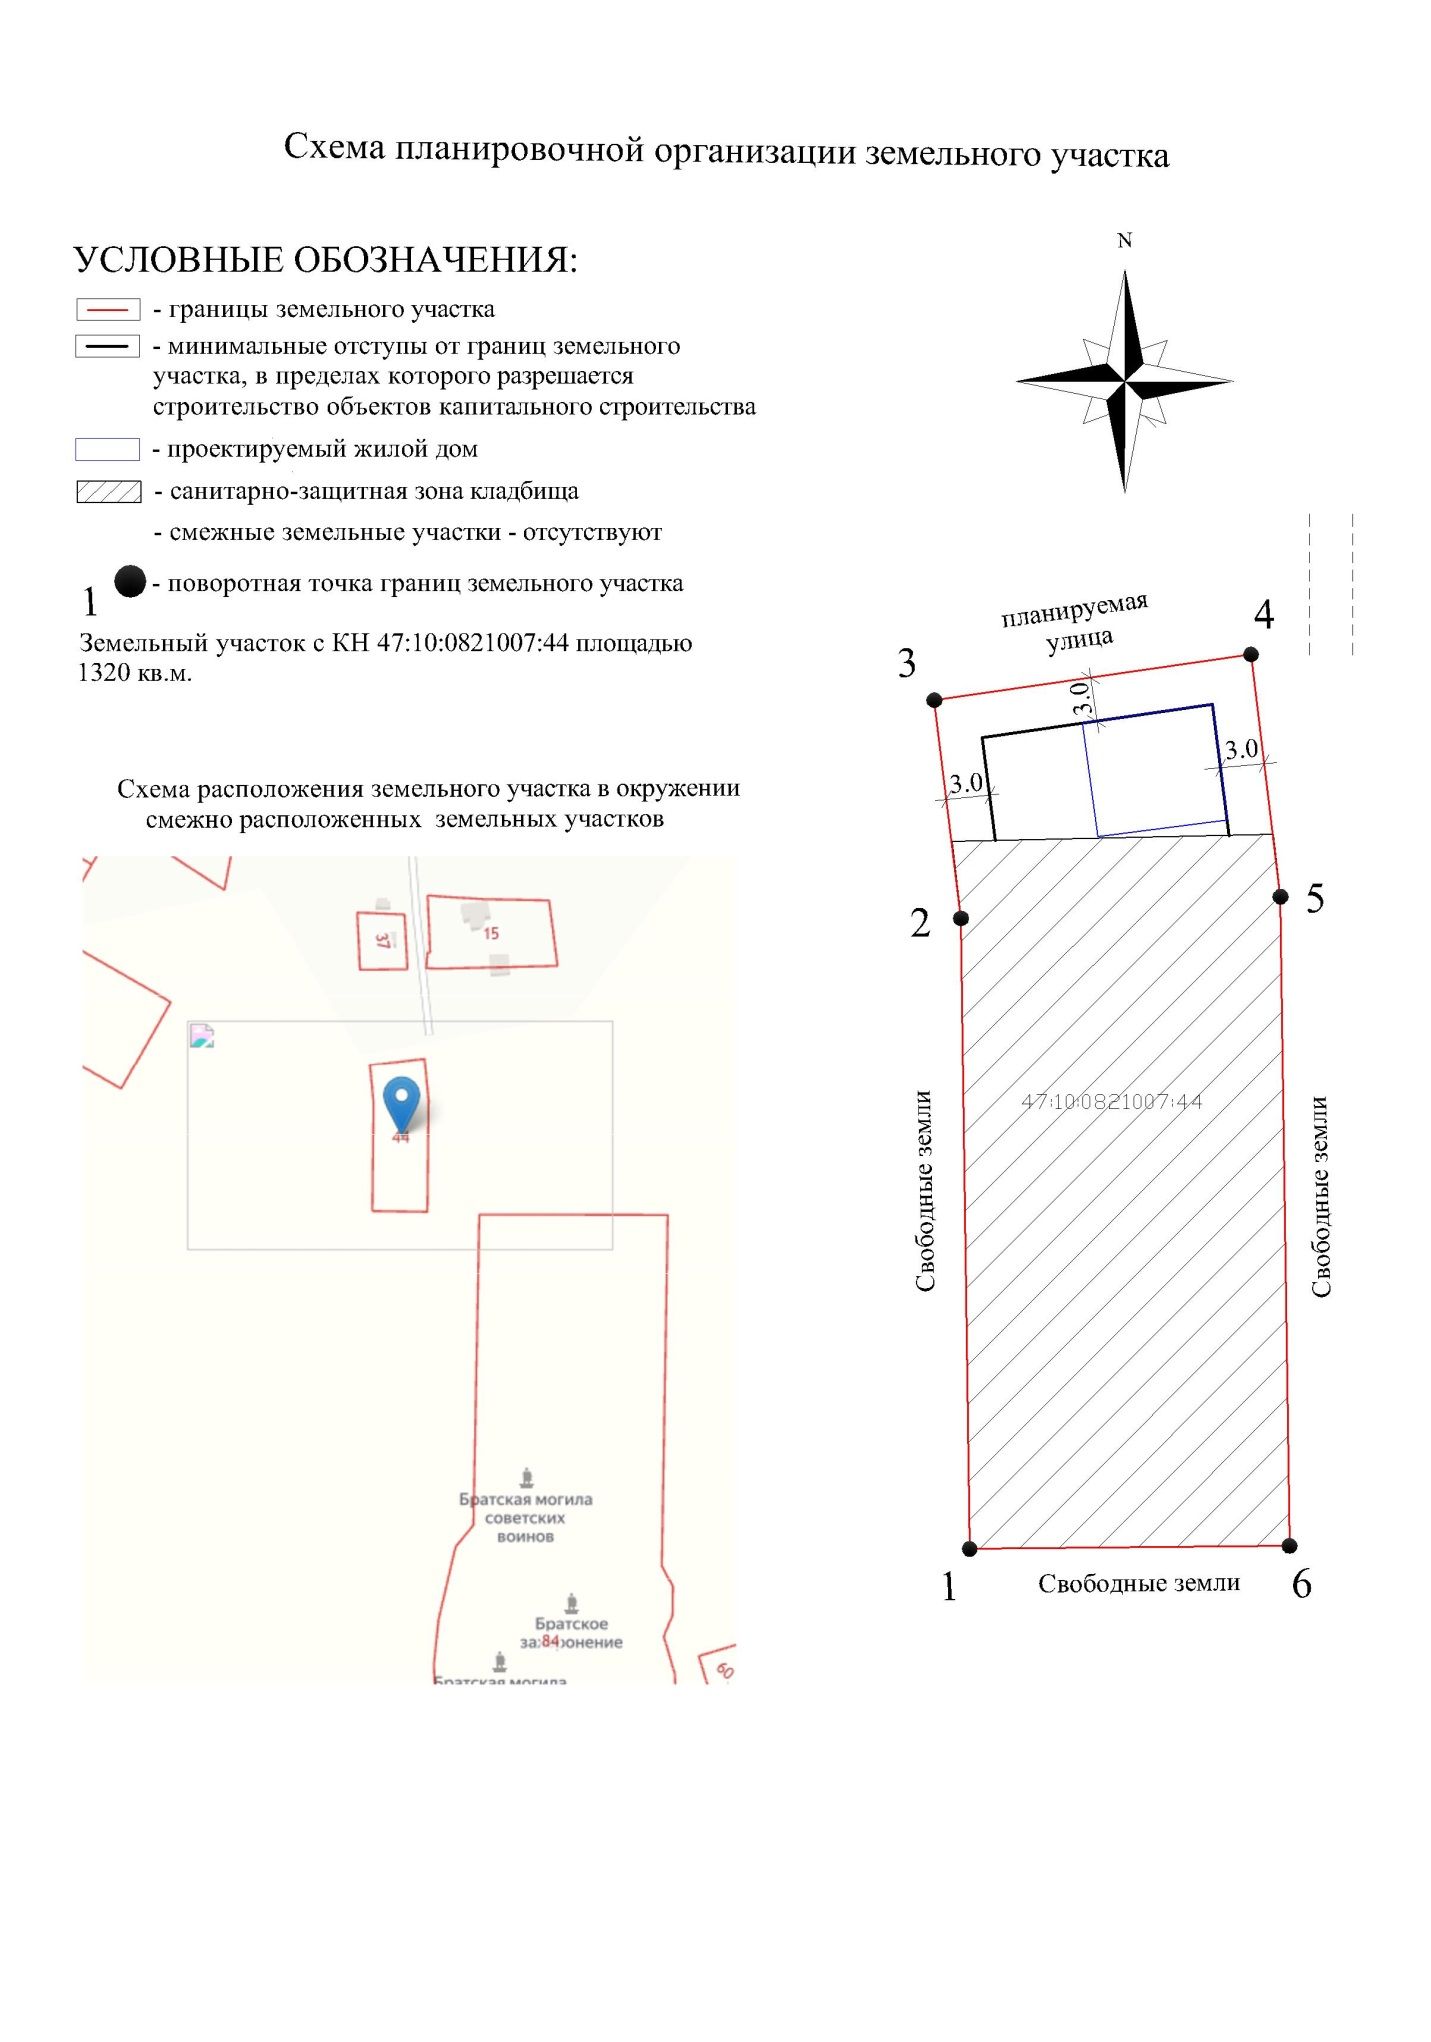 Схема планировочной организации земельного участка
УСЛОВНЫЕ ОБОЗНАЧЕНИЯ:
- границы земельного участка
- минимальные отступы от границ земельного
участка, в пределах которого разрешается
строительство объектов капитального строительства
- проектируемый жилой дом
- санитарно-защитная зона кладбища
- смежные земельные участки - отсутствуют
1 - поворотная точка границ земельного участка
Земельный участок с КН 47:10:0821007:44 площадью
1320 кв.м.
Схема расположения земельного участка в окружении
смежно расположенных земельных участков
37
15
44
Братская могила
советских
воинов
Братское
84
Братская могила
60
N
планируемая
улица
3
4
3.0
3.0
3.0
2
5
47:10:0821007:44
Свободные земли
Свободные земли
1
Свободные земли
6